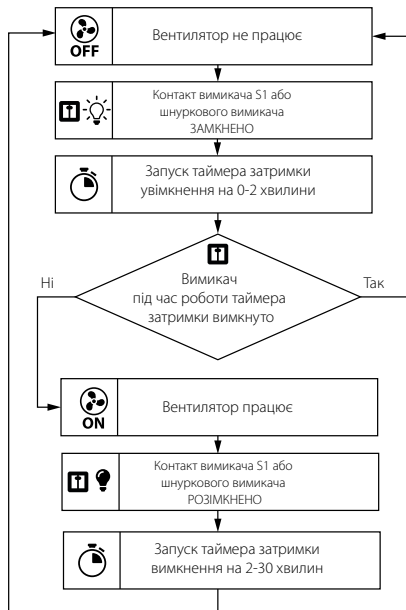 OFF
Вентилятор не працює
Контакт вимикача S1 або
шнуркового вимикача
ЗАМКНЕНО
Запуск таймера затримки
увімкнення на 0-2 хвилини
Ні
Вимикач
під час роботи таймера
затримки вимкнуто
Так
ON
Вентилятор працює
Контакт вимикача S1 або
шнуркового вимикача
РОЗІМКНЕНО
Запуск таймера затримки
вимкнення на 2-30 хвилин